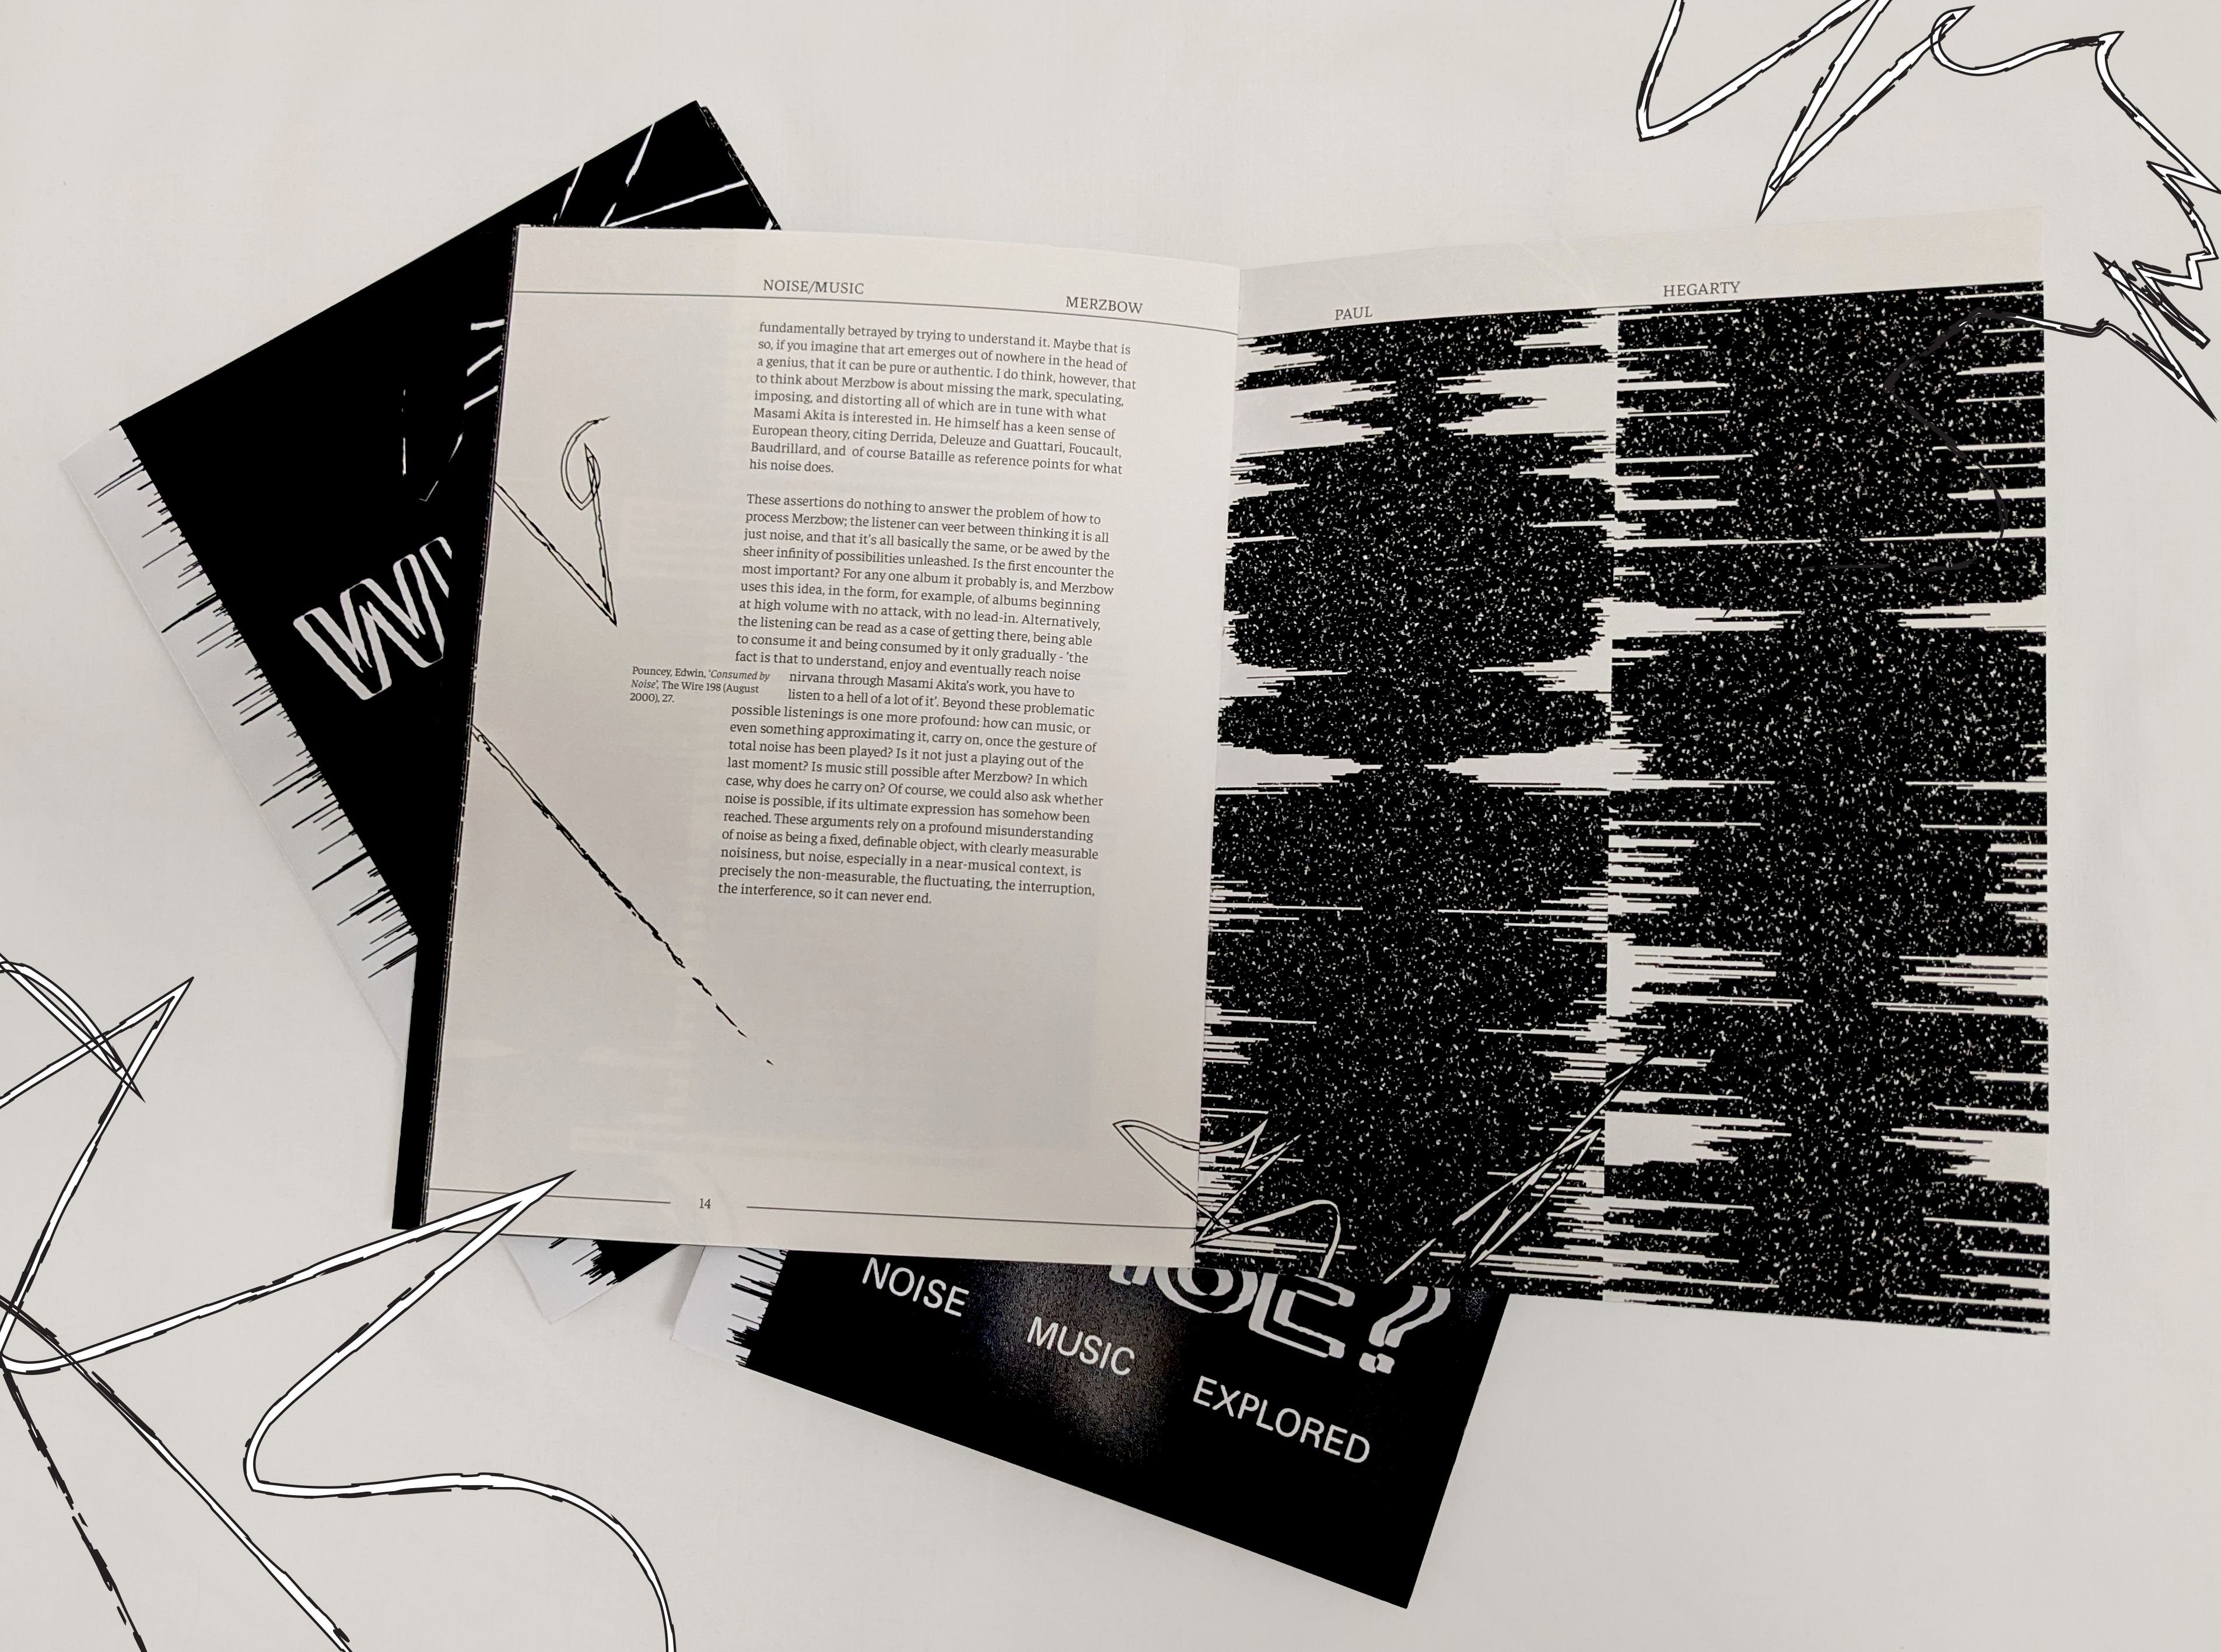 NOISE/MUSIC
MERZBOW
PAUL
HEGARTY
fundamentally betrayed by trying to understand it. Maybe that is
so, if you imagine that art emerges out of nowhere in the head of
a genius, that it can be pure or authentic. I do think, however, that
to think about Merzbow is about missing the mark, speculating,
imposing, and distorting all of which are in tune with what
Masami Akita is interested in. He himself has a keen sense of
European theory, citing Derrida, Deleuze and Guattari, Foucault,
Baudrillard, and of course Bataille as reference points for what
his noise does.
These assertions do nothing to answer the problem of how to
process Merzbow; the listener can veer between thinking it is all
just noise, and that it's all basically the same, or be awed by the
sheer infinity of possibilities unleashed. Is the first encounter the
most important? For any one album it probably is, and Merzbow
uses this idea, in the form, for example, of albums beginning
at high volume with no attack, with no lead-in. Alternatively,
the listening can be read as a case of getting there, being able
to consume it and being consumed by it only gradually - 'the
fact is that to understand, enjoy and eventually reach noise
nirvana through Masami Akita's work, you have to
listen to a hell of a lot of it'. Beyond these problematic
possible listenings is one more profound: how can music, or
even something approximating it, carry on, once the gesture of
total noise has been played? Is it not just a playing out of the
last moment? Is music still possible after Merzbow? In which
case, why does he carry on? Of course, we could also ask whether
noise is possible, if its ultimate expression has somehow been
reached. These arguments rely on a profound misunderstanding
of noise as being a fixed, definable object, with clearly measurable
noisiness, but noise, especially in a near-musical context, is
precisely the non-measurable, the fluctuating, the interruption,
the interference, so it can never end.
Pouncey, Edwin, 'Consumed by
Noise', The Wire 198 (August
2000), 27.
14
NOISE
MUSIC
EXPLORED